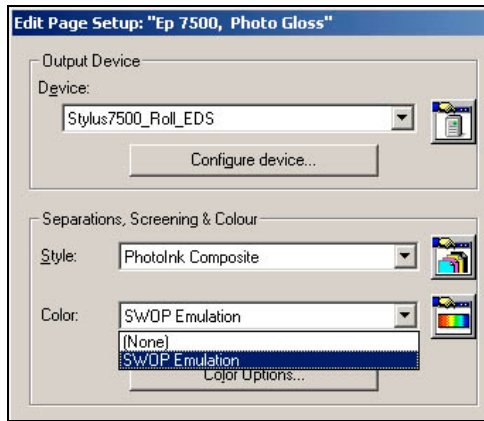 Edit Page Setup: "Ep 7500, Photo Gloss"
Output Device
Device:
Stylus7500_Roll_EDS
Configure device...
Separations, Screening & Colour
Style: PhotoInk Composite
Color: SWOP Emulation
(None)
SWOP Emulation
Color Options...